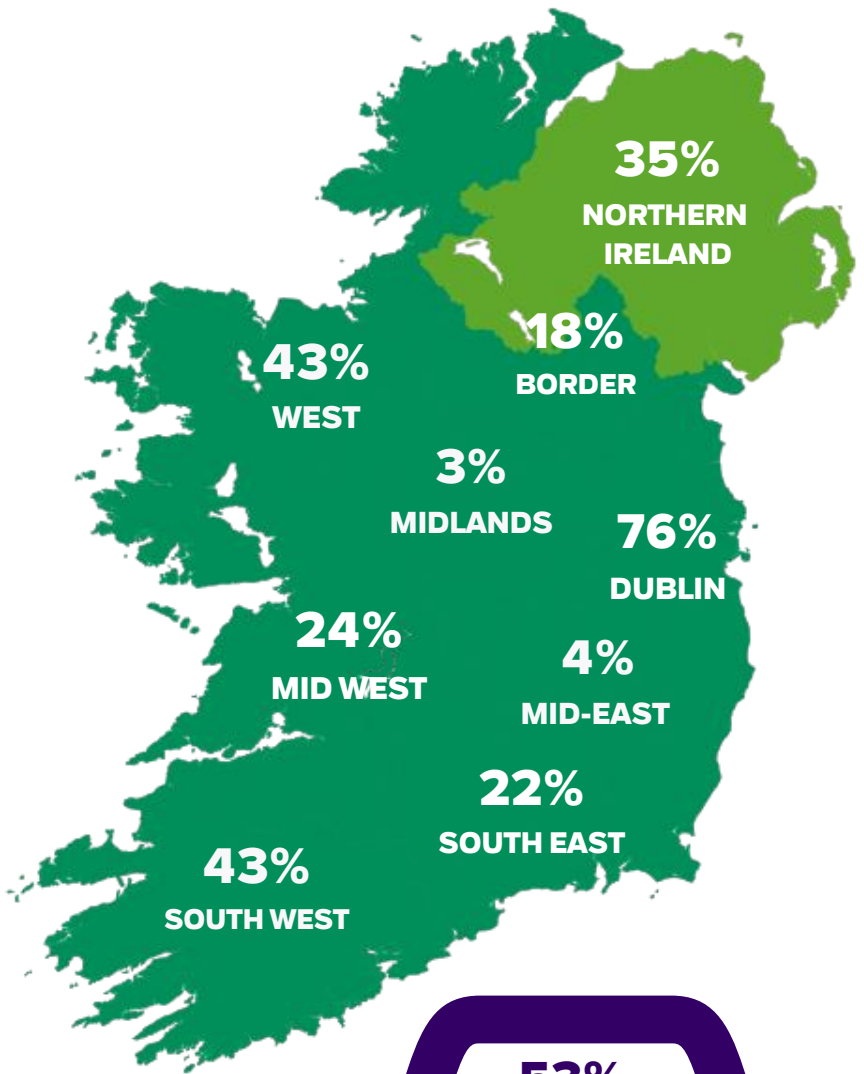 35%
NORTHERN
IRELAND
18%
BORDER
43%
WEST
3%
MIDLANDS
76%
DUBLIN
24%
MID WEST
4%
MID-EAST
22%
SOUTH EAST
43%
SOUTH WEST
53%